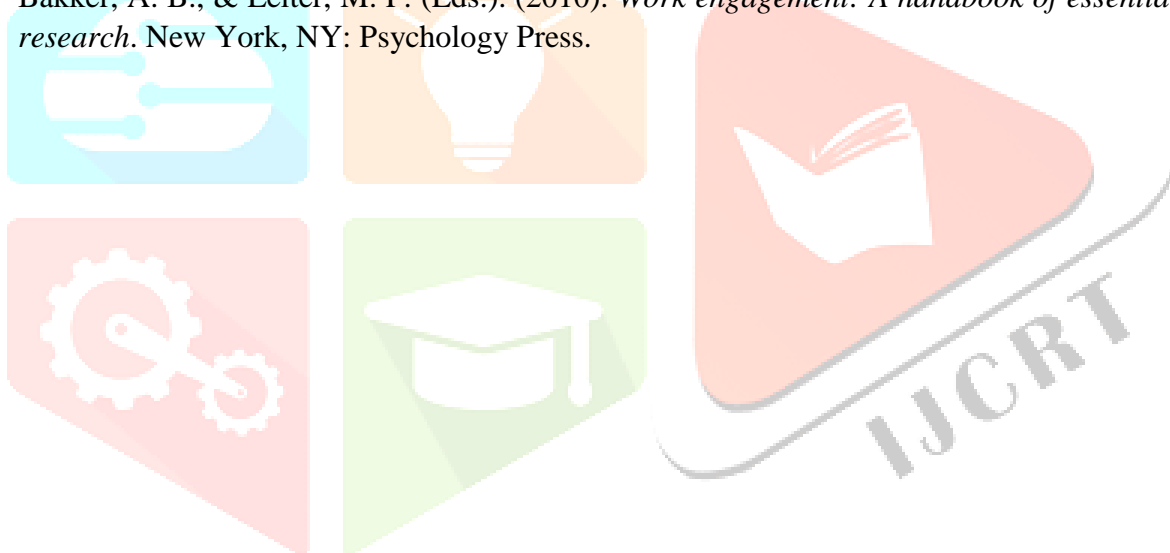 Bakker, A. B., & Leiter, M. P. (Eds.). (2010). Work engagement: A handbook of essential
research. New York, NY: Psychology Press.
IJCRT